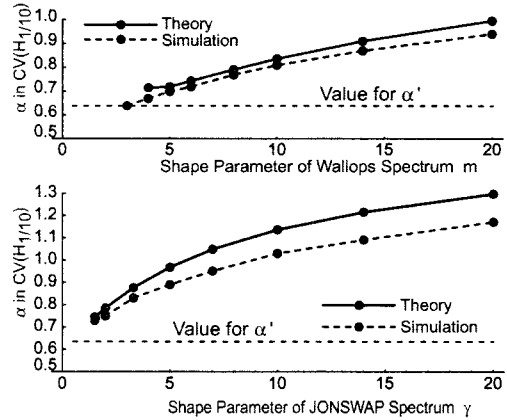 1.0
0.9
0.8
0.7
0.6
0.5
α in CV(H1/10)
Theory
Simulation
Value for α'
0 5 10 15 20
Shape Parameter of Wallops Spectrum m
1.3
1.2
1.1
1.0
0.9
0.8
0.7
0.6
0.5
α in CV(H1/10)
Theory
Simulation
Value for α'
0 5 10 15 20
Shape Parameter of JONSWAP Spectrum γ